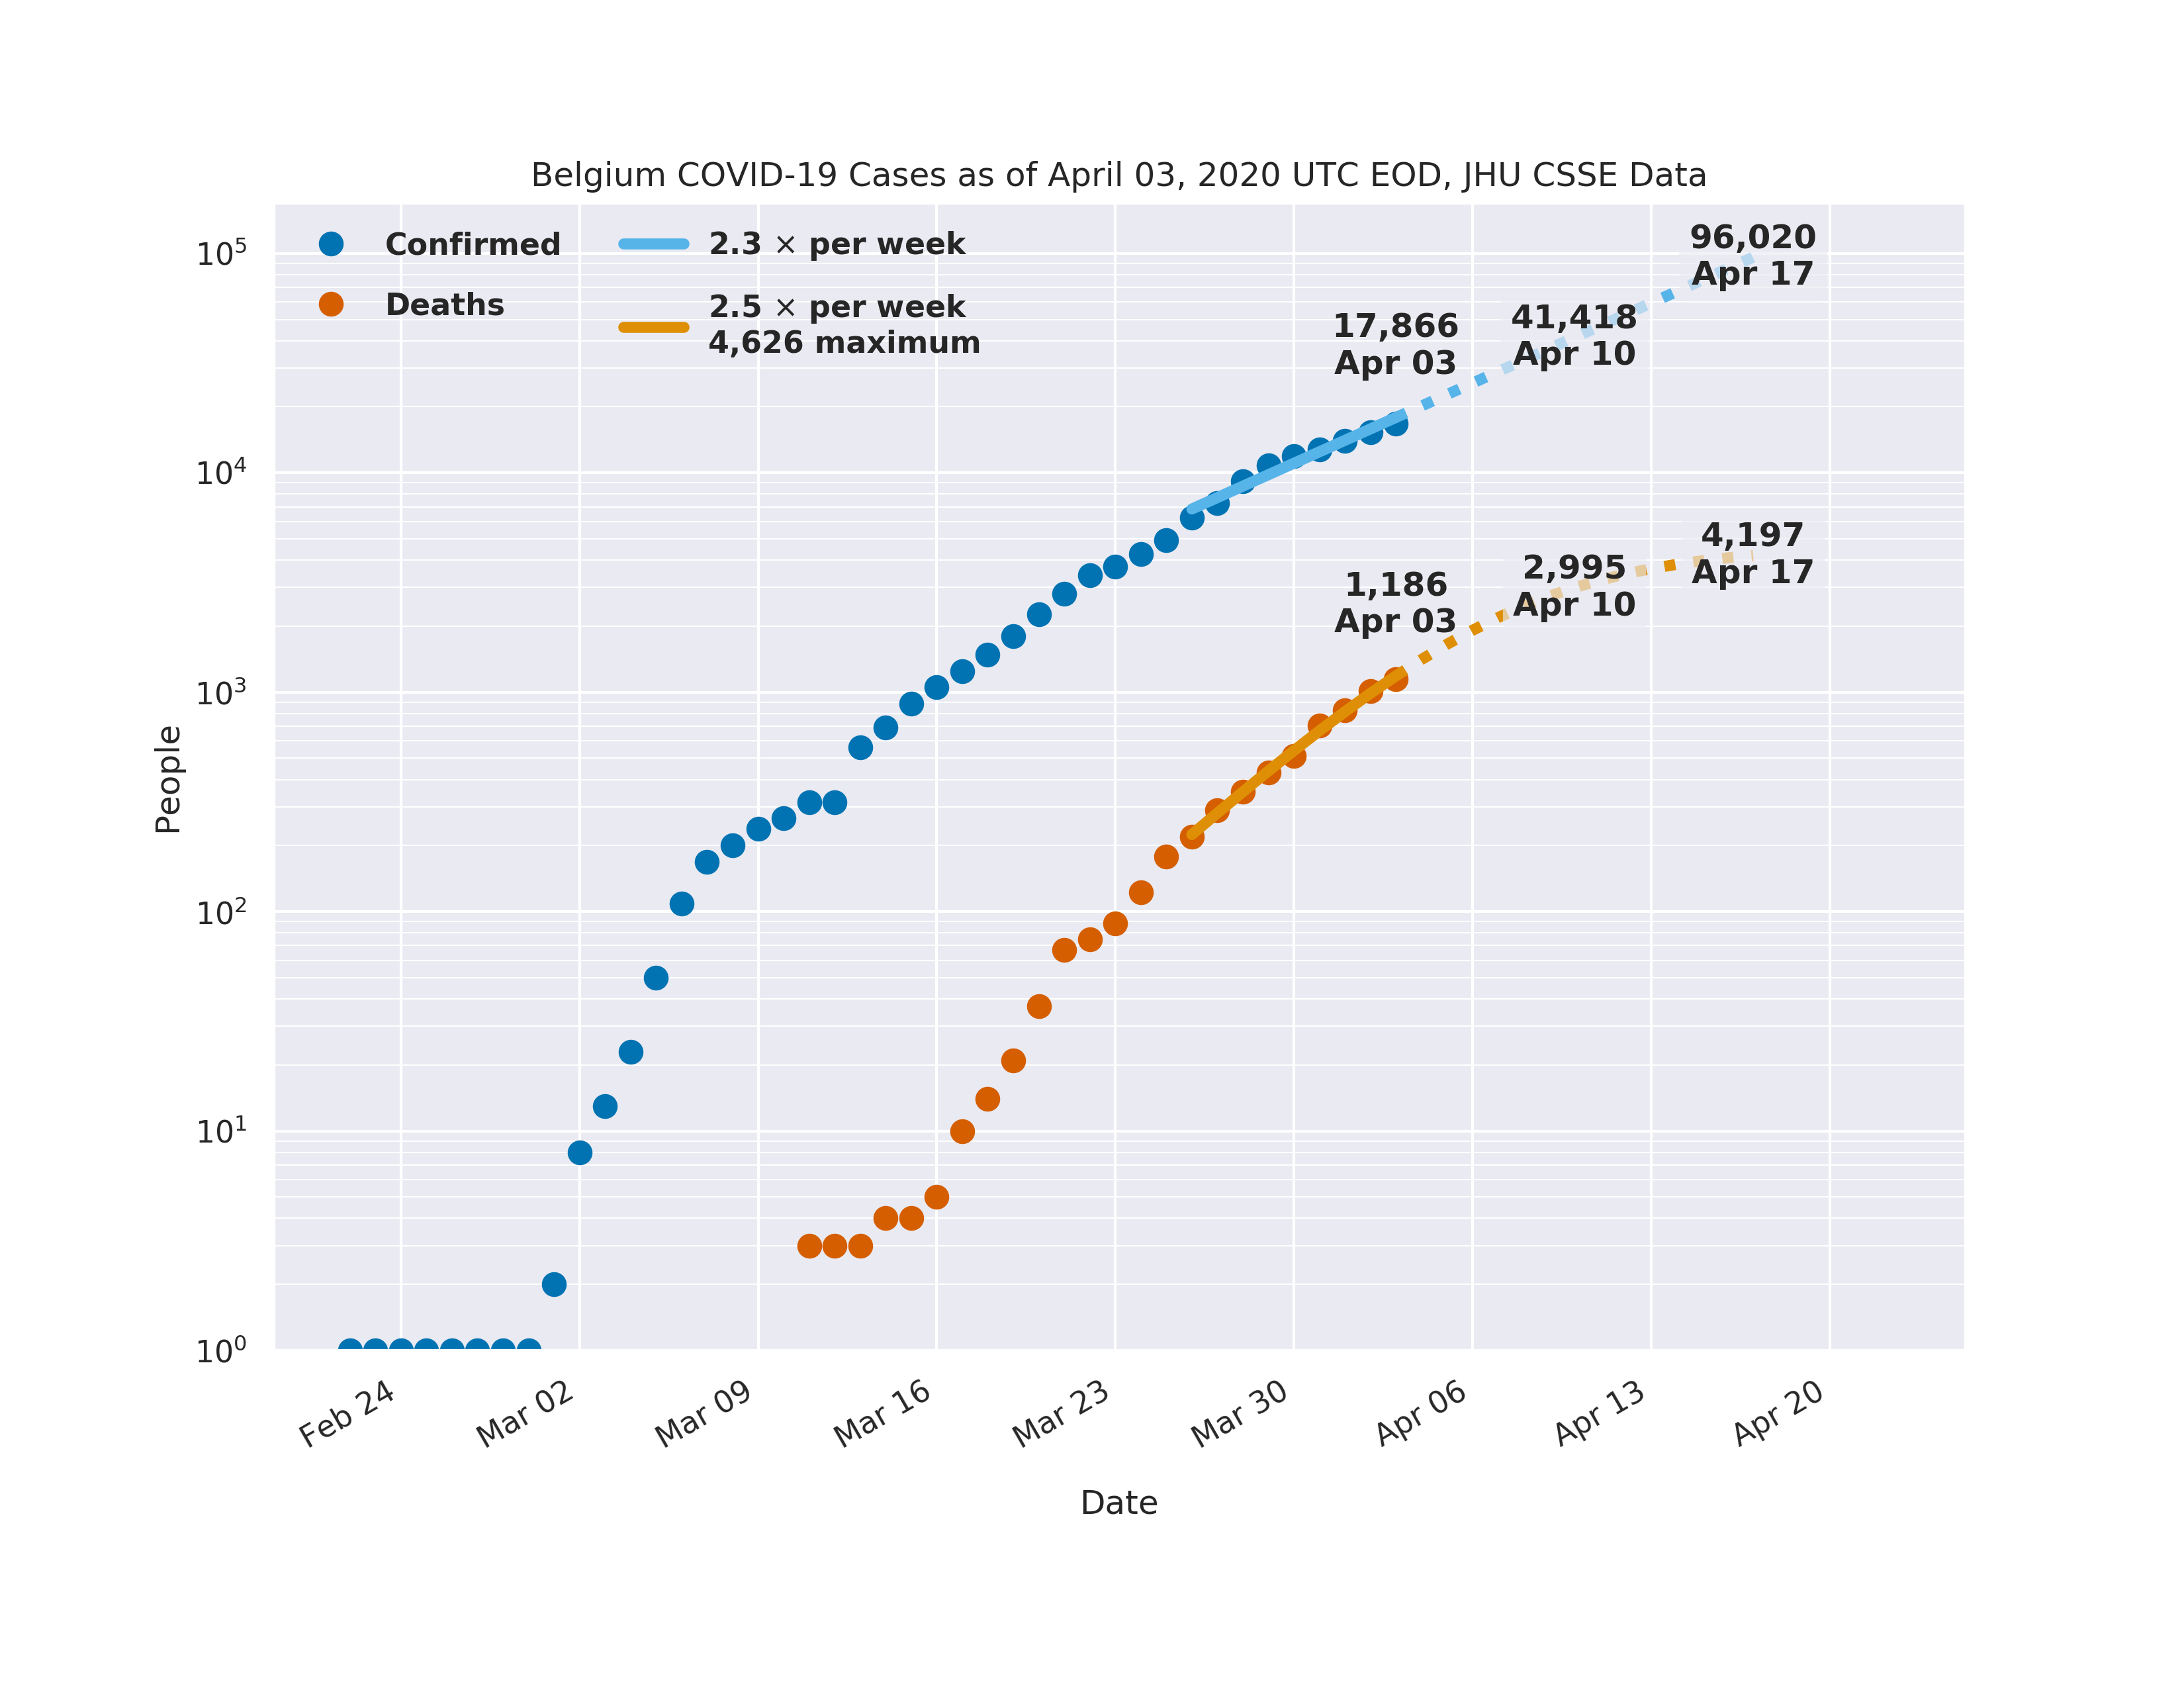 Belgium COVID-19 Cases as of April 03, 2020 UTC EOD, JHU CSSE Data
Confirmed
Deaths
2.3 × per week
2.5 × per week
4,626 maximum
17,866
Apr 03
41,418
Apr 10
96,020
Apr 17
1,186
Apr 03
2,995
Apr 10
4,197
Apr 17
People
10⁵
10⁴
10³
10²
10¹
10⁰
Feb 24
Mar 02
Mar 09
Mar 16
Mar 23
Mar 30
Apr 06
Apr 13
Apr 20
Date